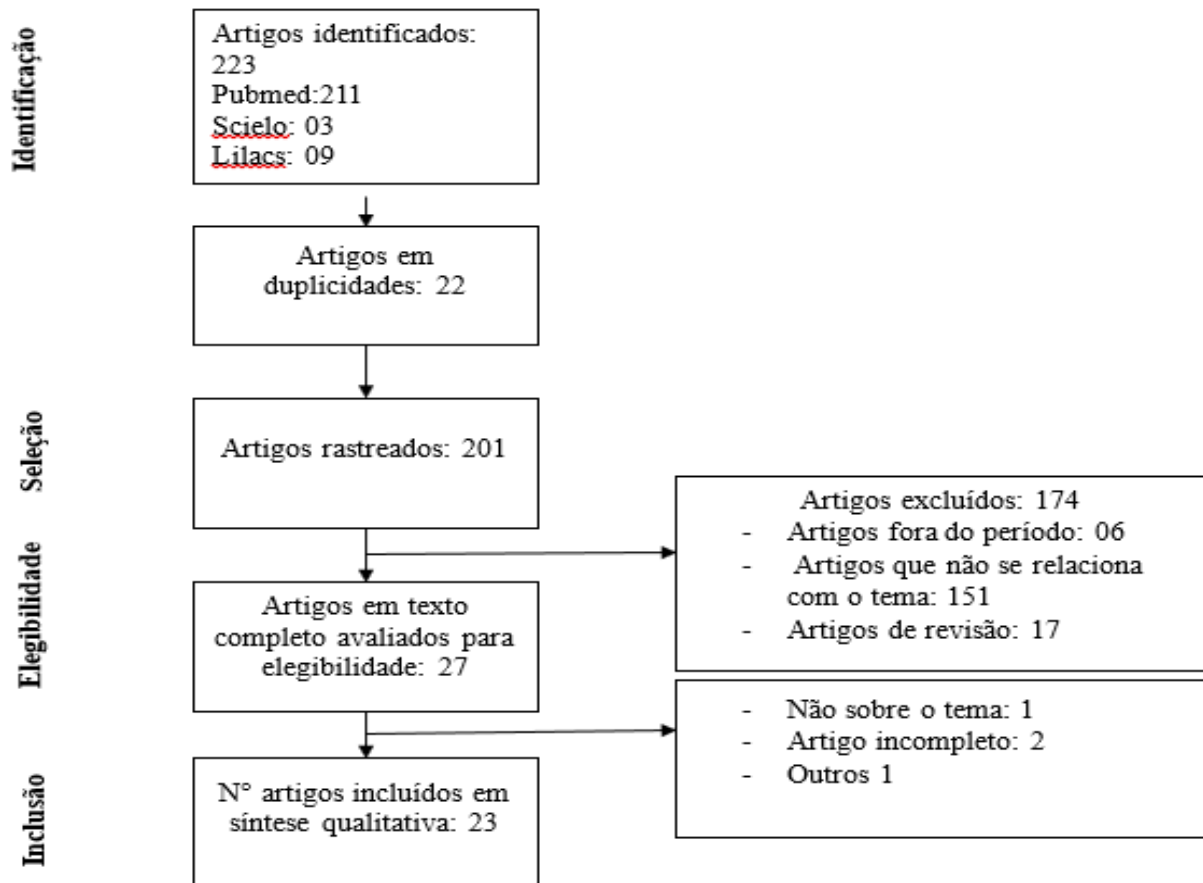 Identificação
Artigos identificados:
223
Pubmed:211
Scielo: 03
Lilacs: 09
Artigos em
duplicidades: 22
Seleção
Artigos rastreados: 201
Artigos excluídos: 174
- Artigos fora do período: 06
- Artigos que não se relaciona
com o tema: 151
- Artigos de revisão: 17
Elegibilidade
Artigos em texto
completo avaliados para
elegibilidade: 27
- Não sobre o tema: 1
- Artigo incompleto: 2
- Outros 1
Inclusão
N° artigos incluídos em
síntese qualitativa: 23